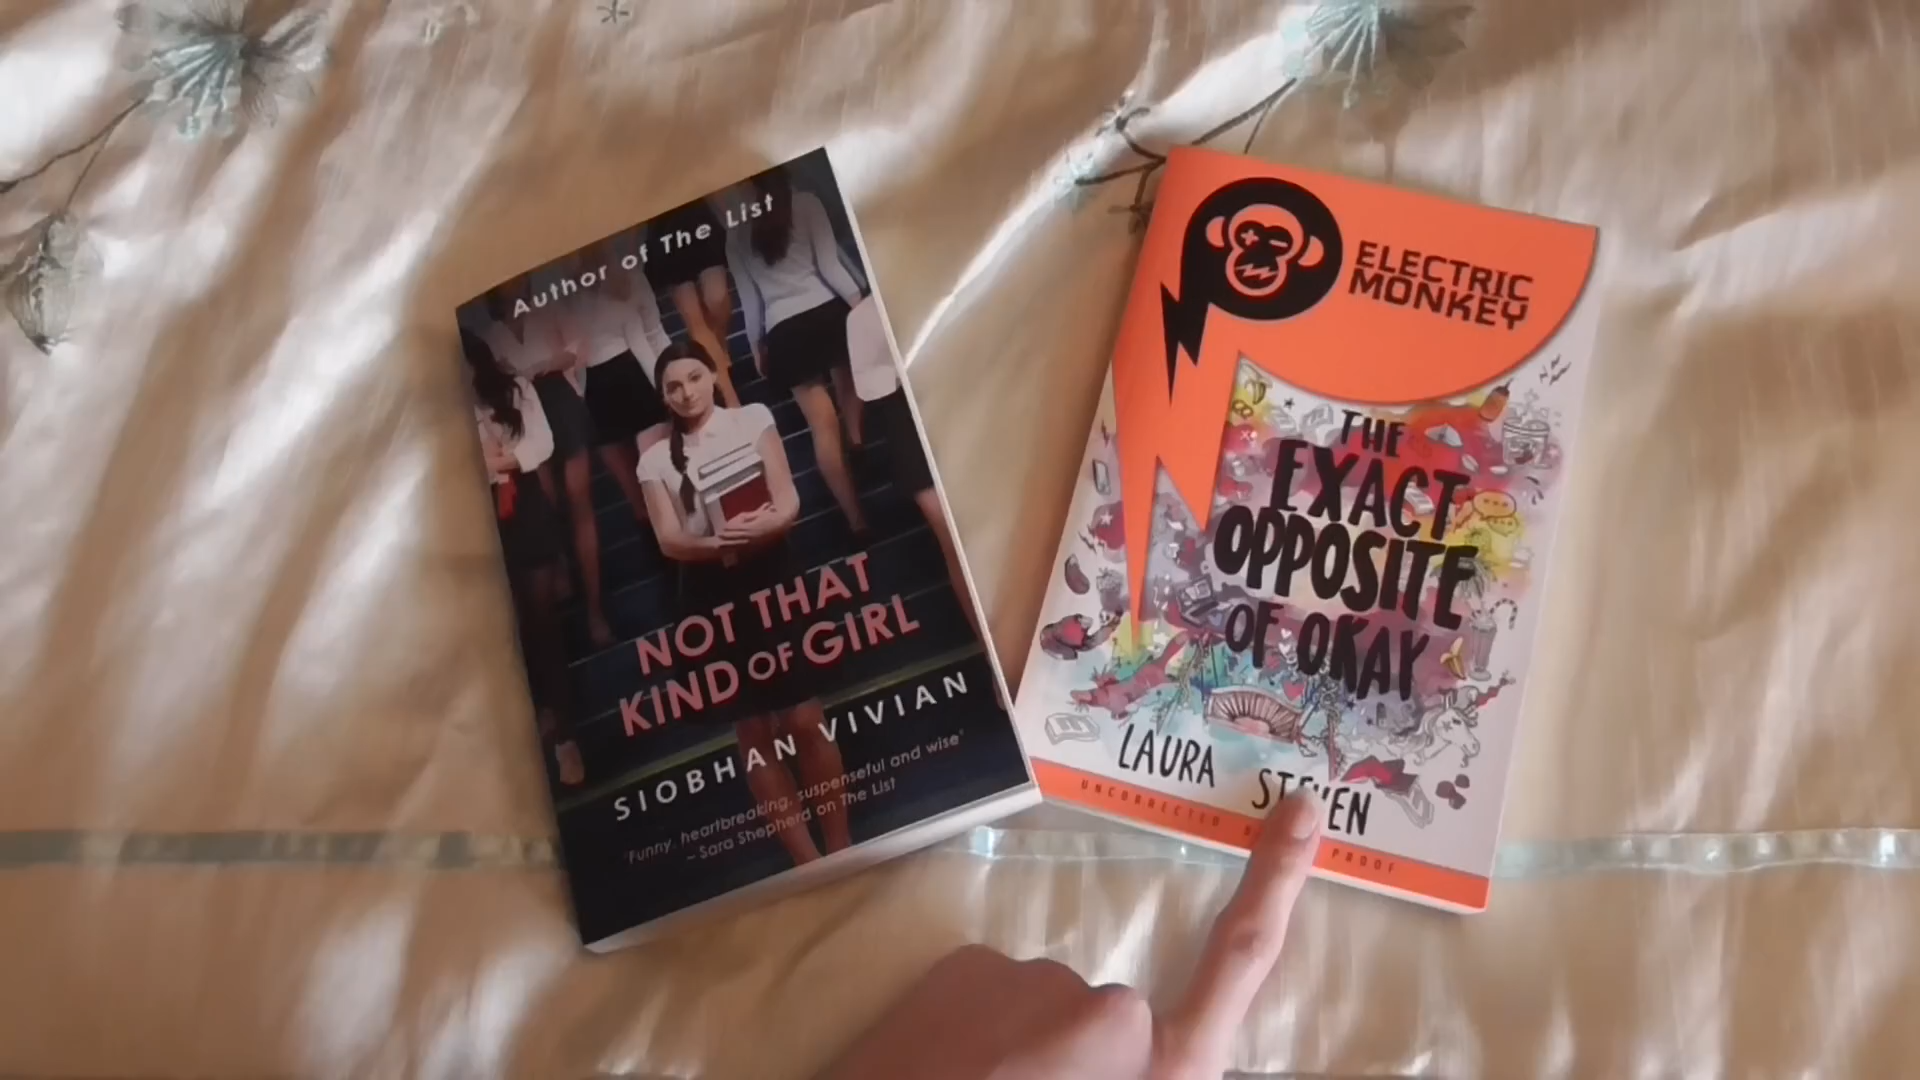 Author of The List
NOT THAT
KIND OF GIRL
SIOBHAN VIVIAN
'Funny, heartbreaking, suspenseful and wise'
– Sara Shepherd on The List
ELECTRIC
MONKEY
THE
EXACT
OPPOSITE
OF OKAY
LAURA STEVEN
UNCORRECTED PROOF